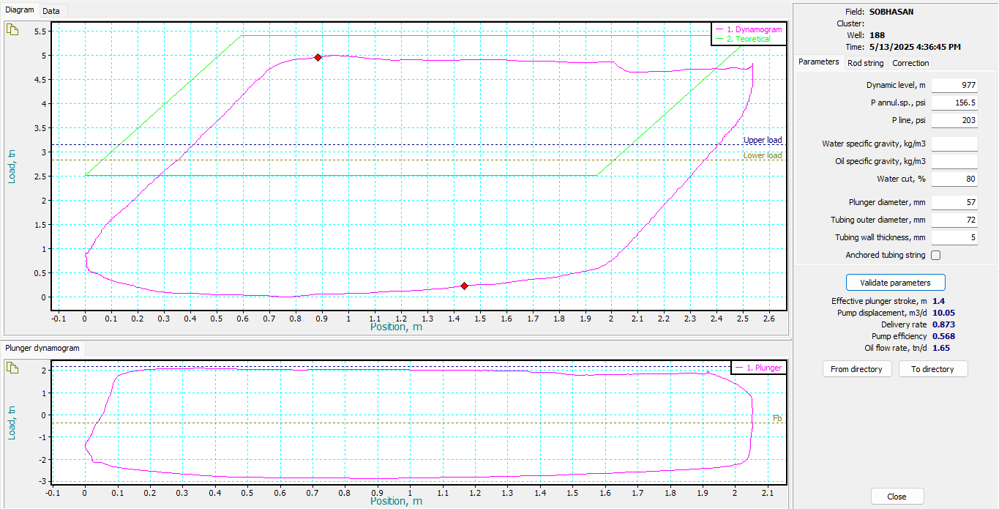 Diagram Data
5.5
5
4.5
4
3.5
3
2.5
2
1.5
1
0.5
0
Load, tn
1. Dynamogram
2. Teoretical
Upper load
Lower load
-0.1 0 0.1 0.2 0.3 0.4 0.5 0.6 0.7 0.8 0.9 1 1.1 1.2 1.3 1.4 1.5 1.6 1.7 1.8 1.9 2 2.1 2.2 2.3 2.4 2.5 2.6
Position, m
Plunger dynamogram
2
1
0
-1
-2
-3
Load, tn
1. Plunger
Fb
-0.1 0 0.1 0.2 0.3 0.4 0.5 0.6 0.7 0.8 0.9 1 1.1 1.2 1.3 1.4 1.5 1.6 1.7 1.8 1.9 2 2.1
Position, m
Field: SOBHASAN
Cluster:
Well: 188
Time: 5/13/2025 4:36:45 PM
Parameters Rod string Correction
Dynamic level, m 977
P annul.sp., psi 156.5
P line, psi 203
Water specific gravity, kg/m3
Oil specific gravity, kg/m3
Water cut, % 80
Plunger diameter, mm 57
Tubing outer diameter, mm 72
Tubing wall thickness, mm 5
Anchored tubing string
Validate parameters
Effective plunger stroke, m 1.4
Pump displacement, m3/d 10.05
Delivery rate 0.873
Pump efficiency 0.568
Oil flow rate, tn/d 1.65
From directory To directory
Close